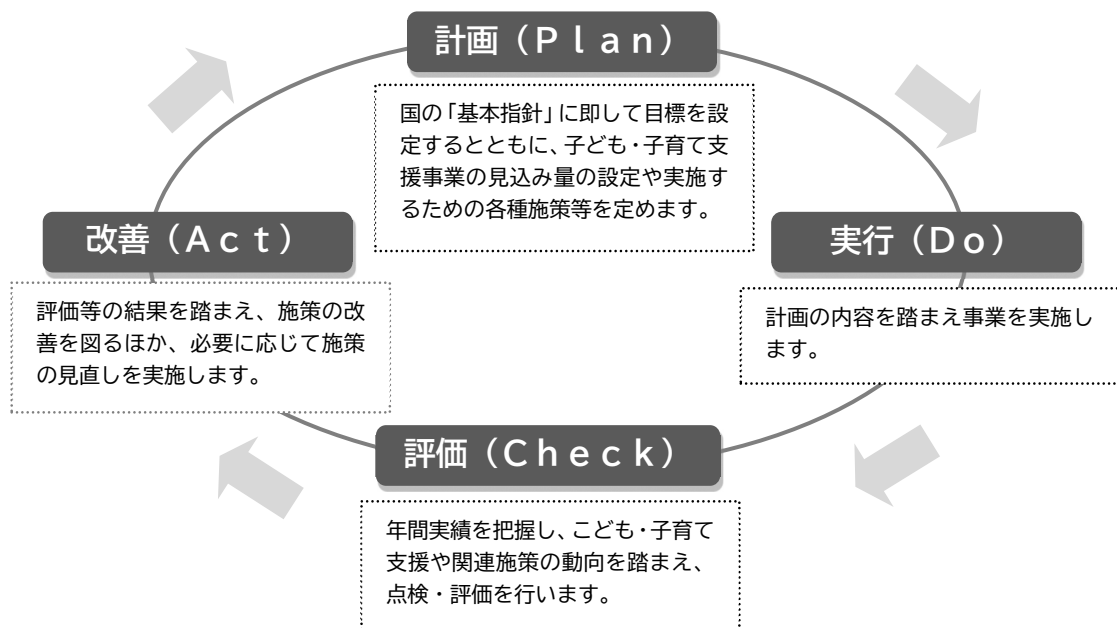 計画（Ｐｌａｎ）
国の「基本指針」に即して目標を設
定するとともに、子ども・子育て支
援事業の見込み量の設定や実施す
るための各種施策等を定めます。
改善（Ａｃｔ）
評価等の結果を踏まえ、施策の改
善を図るほか、必要に応じて施策
の見直しを実施します。
実行（Ｄｏ）
計画の内容を踏まえ事業を実施し
ます。
評価（Ｃｈｅｃｋ）
年間実績を把握し、こども・子育て
支援や関連施策の動向を踏まえ、
点検・評価を行います。